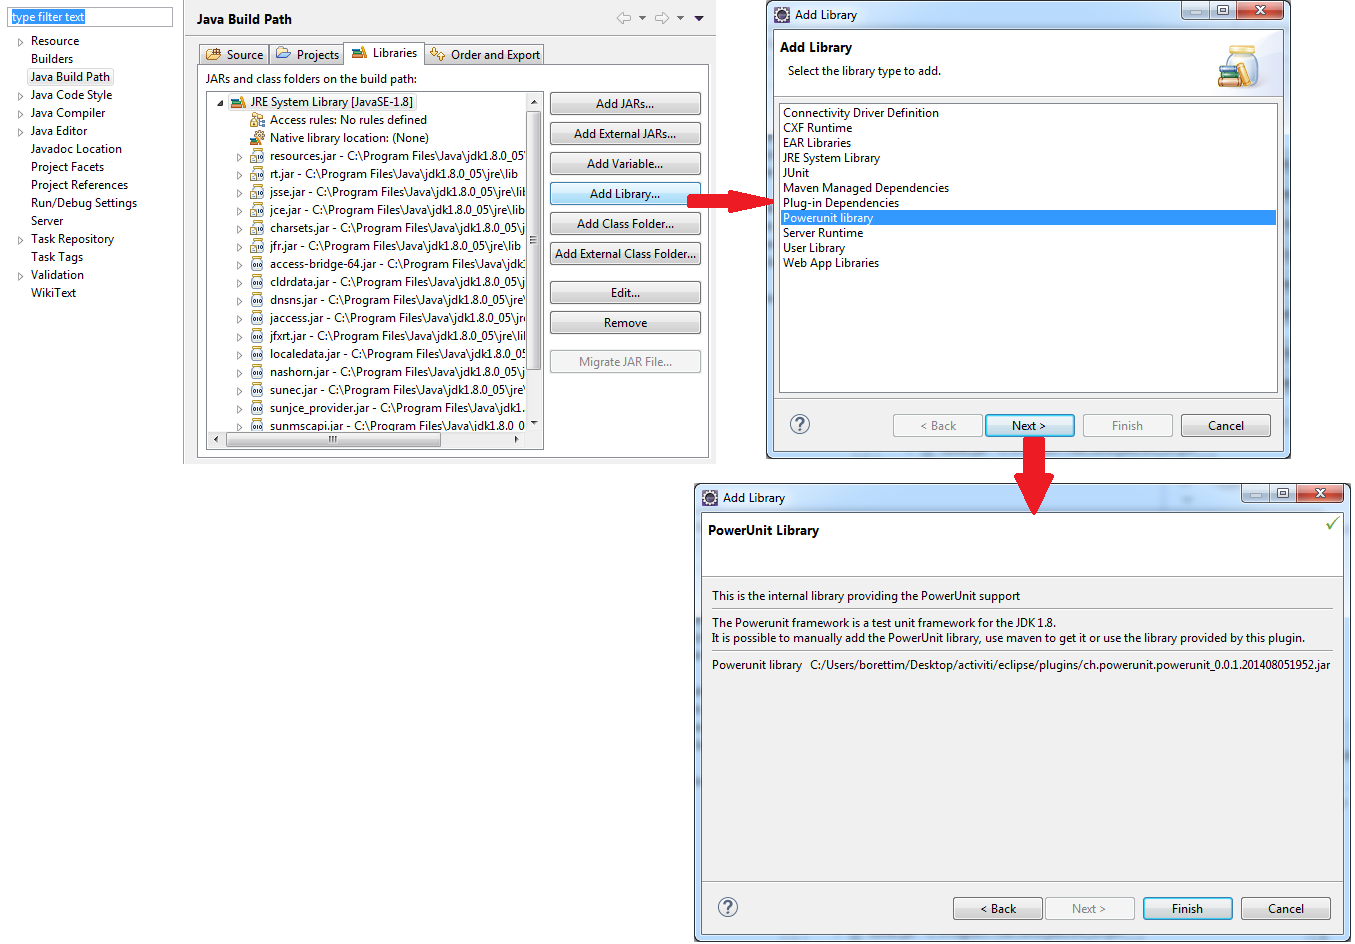 type filter text
Resource
Builders
Java Build Path
Java Code Style
Java Compiler
Java Editor
Javadoc Location
Project Facets
Project References
Run/Debug Settings
Server
Task Repository
Task Tags
Validation
WikiText
Java Build Path
Source
Projects
Libraries
Order and Export
JARs and class folders on the build path:
JRE System Library [JavaSE-1.8]
Access rules: No rules defined
Native library location: (None)
resources.jar - C:\Program Files\Java\jdk1.8.0_05\
rt.jar - C:\Program Files\Java\jdk1.8.0_05\jre\lib
jsse.jar - C:\Program Files\Java\jdk1.8.0_05\jre\lib
jce.jar - C:\Program Files\Java\jdk1.8.0_05\jre\lib
charsets.jar - C:\Program Files\Java\jdk1.8.0_05\j
jfr.jar - C:\Program Files\Java\jdk1.8.0_05\jre\lib
access-bridge-64.jar - C:\Program Files\Java\jdk1.
cldrdata.jar - C:\Program Files\Java\jdk1.8.0_05\j
dnsns.jar - C:\Program Files\Java\jdk1.8.0_05\jre\
jaccess.jar - C:\Program Files\Java\jdk1.8.0_05\jr
jfxrt.jar - C:\Program Files\Java\jdk1.8.0_05\jre\li
localedata.jar - C:\Program Files\Java\jdk1.8.0_05
nashorn.jar - C:\Program Files\Java\jdk1.8.0_05\j
sunec.jar - C:\Program Files\Java\jdk1.8.0_05\jre\
sunjce_provider.jar - C:\Program Files\Java\jdk1.
sunmscapi.jar - C:\Program Files\Java\jdk1.8.0_0
Add JARs...
Add External JARs...
Add Variable...
Add Library...
Add Class Folder...
Add External Class Folder...
Edit...
Remove
Migrate JAR File...
Add Library
Add Library
Select the library type to add.
Connectivity Driver Definition
CXF Runtime
EAR Libraries
JRE System Library
JUnit
Maven Managed Dependencies
Plug-in Dependencies
Powerunit library
Server Runtime
User Library
Web App Libraries
< Back
Next >
Finish
Cancel
Add Library
PowerUnit Library
This is the internal library providing the PowerUnit support
The Powerunit framework is a test unit framework for the JDK 1.8.
It is possible to manually add the PowerUnit library, use maven to get it or use the library provided by this plugin.
Powerunit library C:/Users/borettim/Desktop/activiti/eclipse/plugins/ch.powerunit.powerunit_0.0.1.201408051952.jar
< Back
Next >
Finish
Cancel